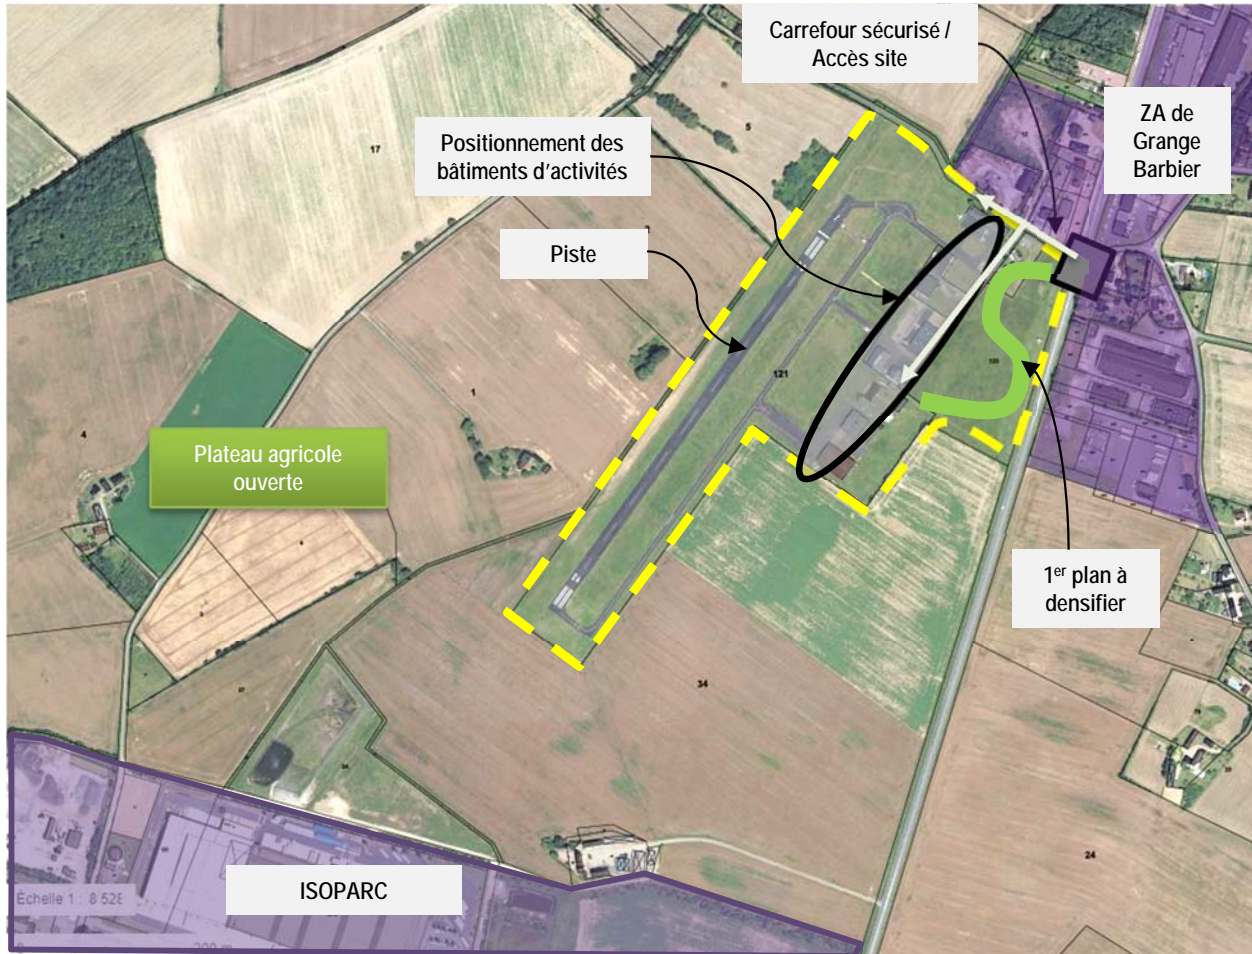 Carrefour sécurisé /
Accès site
ZA de
Grange
Barbier
Positionnement des
bâtiments d'activités
Piste
Plateau agricole
ouverte
1er plan à
densifier
ISOPARC
Échelle 1 : 8 528
200 m
17
5
1
4
121
34
24